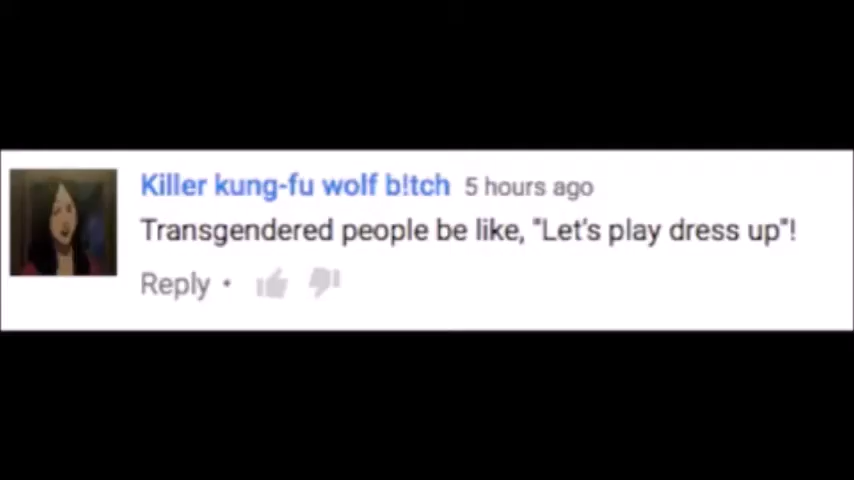 Killer kung-fu wolf b!tch 5 hours ago
Transgendered people be like, "Let's play dress up"!
Reply •